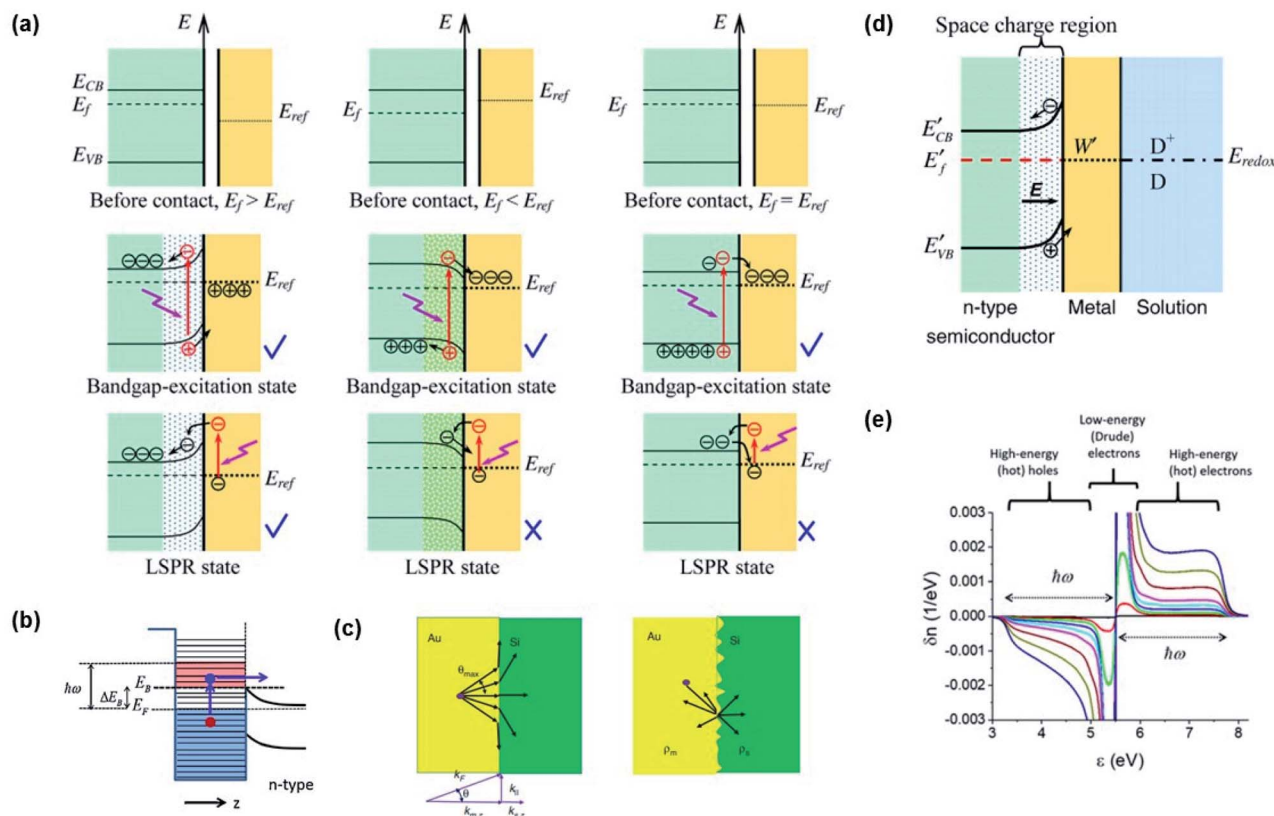 (a)
E
E
E
E_CB
E_f
E_VB
E_ref
Before contact, E_f > E_ref
E_f
E_ref
Before contact, E_f < E_ref
E_f
E_ref
Before contact, E_f = E_ref
E_ref
Bandgap-excitation state
E_ref
Bandgap-excitation state
E_ref
Bandgap-excitation state
E_ref
LSPR state
E_ref
LSPR state
E_ref
LSPR state
(b)
ħω
ΔE_B
E_B
E_F
z
n-type
(c)
Au
Si
θ_max
k_F
θ
k_||
Au
Si
ρ_m
ρ_s
(d)
Space charge region
E'_CB
E'_f
E'_VB
E
W'
D+
D
E_redox
n-type
semiconductor
Metal
Solution
(e)
High-energy
(hot) holes
Low-energy
(Drude)
electrons
High-energy
(hot) electrons
0.003
0.002
0.001
0.000
-0.001
-0.002
-0.003
δn (1/eV)
ħω
ħω
3 4 5 6 7 8
ε (eV)